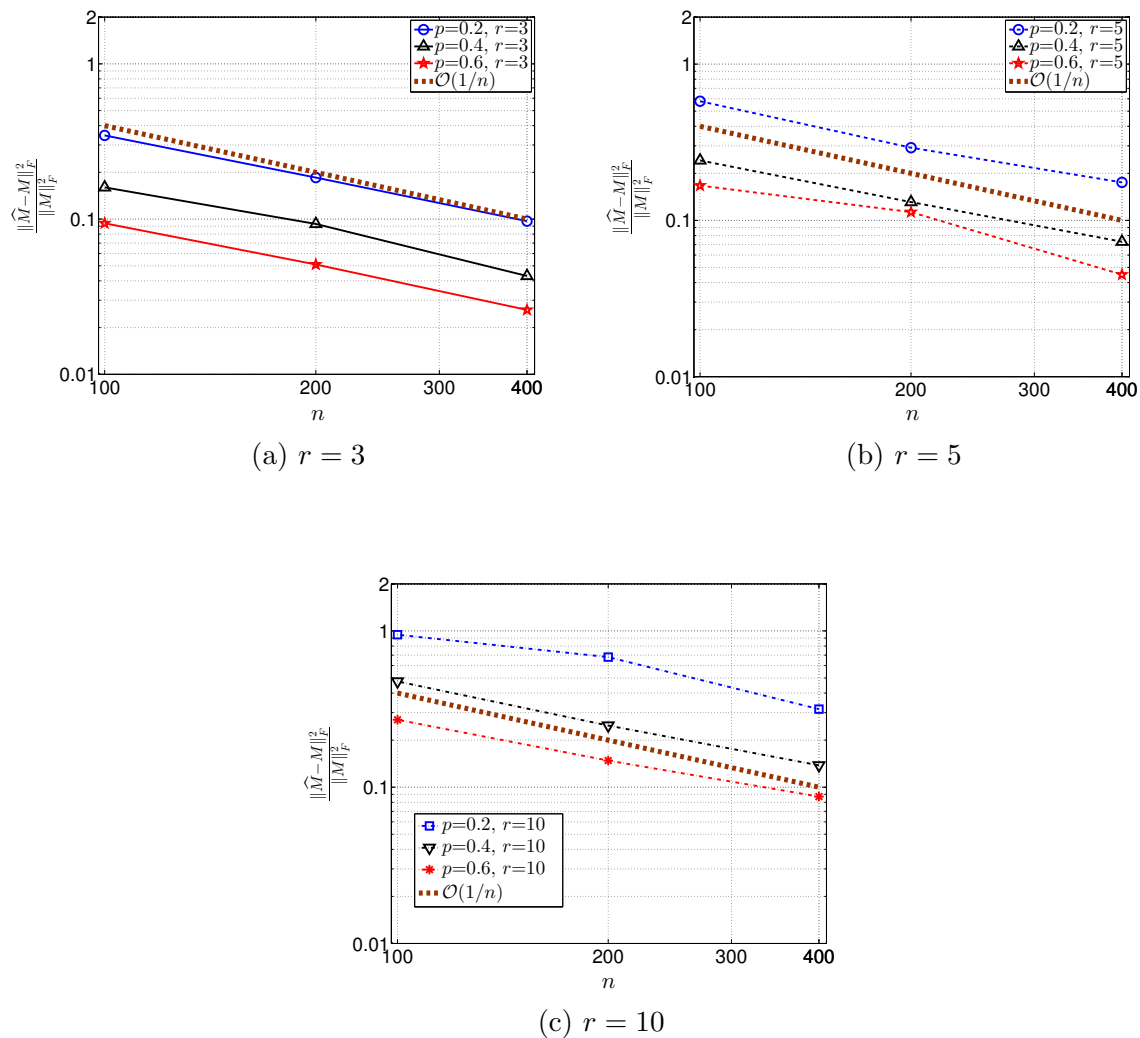 2
1
0.1
0.01
100
200
300
400
n
‖M̂−M‖²_F
‖M‖²_F
p=0.2, r=3
p=0.4, r=3
p=0.6, r=3
𝒪(1/n)
(a) r = 3
2
1
0.1
0.01
100
200
300
400
n
‖M̂−M‖²_F
‖M‖²_F
p=0.2, r=5
p=0.4, r=5
p=0.6, r=5
𝒪(1/n)
(b) r = 5
2
1
0.1
0.01
100
200
300
400
n
‖M̂−M‖²_F
‖M‖²_F
p=0.2, r=10
p=0.4, r=10
p=0.6, r=10
𝒪(1/n)
(c) r = 10